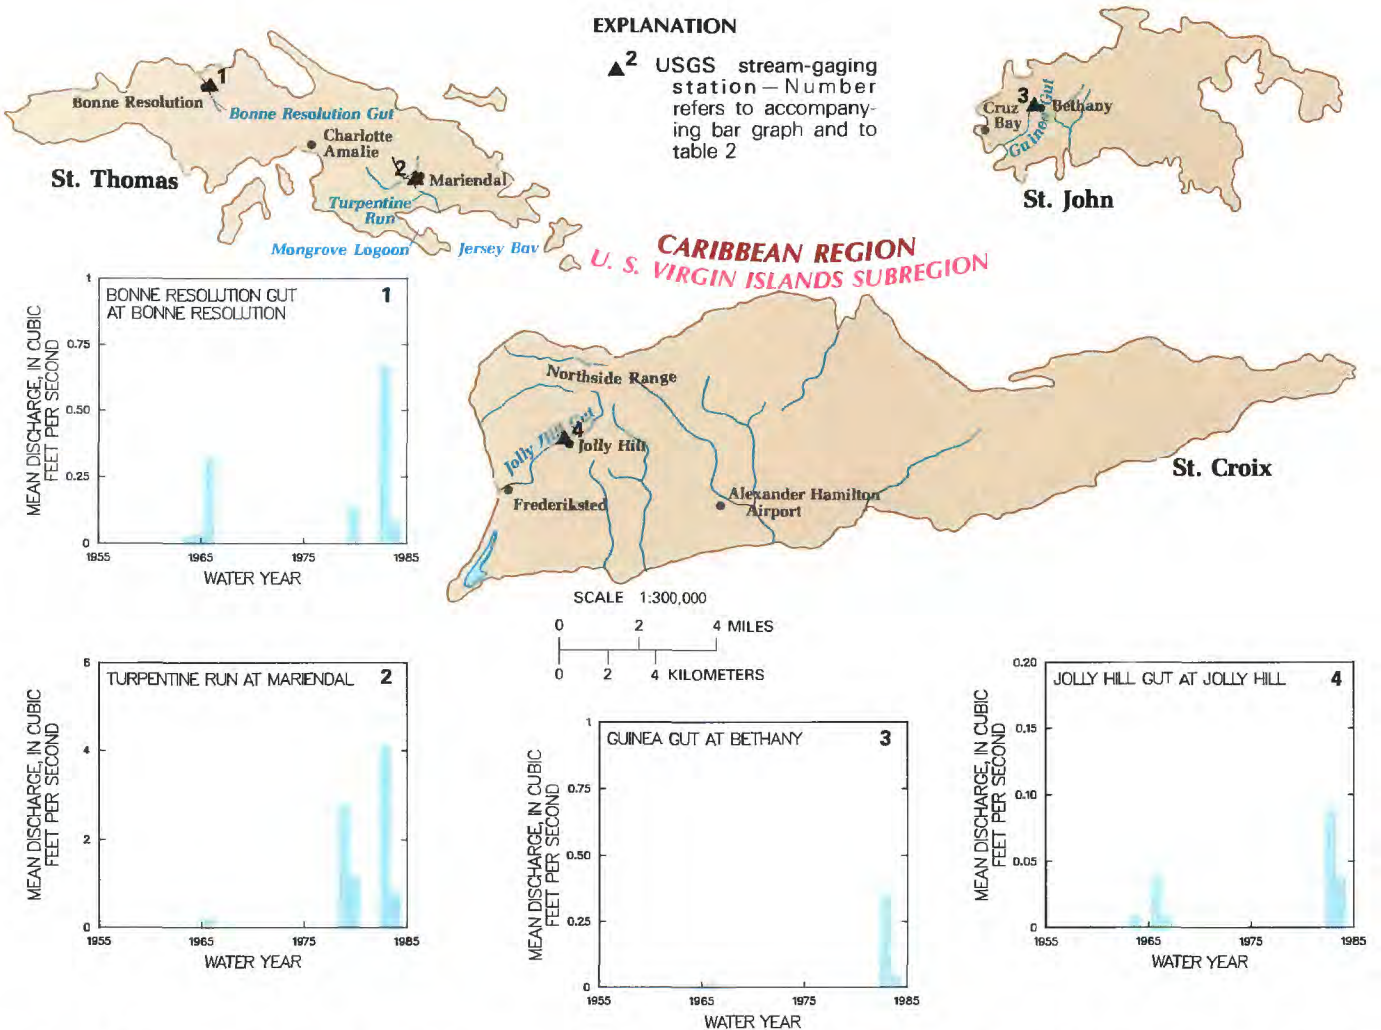 EXPLANATION
2 USGS stream-gaging
station — Number
refers to accompany-
ing bar graph and to
table 2
1
Bonne Resolution
Bonne Resolution Gut
Charlotte
Amalie
2
Mariendal
St. Thomas
Turpentine
Run
Mangrove Lagoon
Jersey Bay
3
Cruz
Bay
Guinea Gut
Bethany
St. John
CARIBBEAN REGION
U. S. VIRGIN ISLANDS SUBREGION
Northside Range
Jolly Hill Gut
4
Jolly Hill
Frederiksted
Alexander Hamilton
Airport
St. Croix
SCALE 1:300,000
0 2 4 MILES
0 2 4 KILOMETERS
BONNE RESOLUTION GUT 1
AT BONNE RESOLUTION
MEAN DISCHARGE, IN CUBIC
FEET PER SECOND
1
0.75
0.50
0.25
0
1955 1965 1975 1985
WATER YEAR
TURPENTINE RUN AT MARIENDAL 2
MEAN DISCHARGE, IN CUBIC
FEET PER SECOND
6
4
2
0
1955 1965 1975 1985
WATER YEAR
GUINEA GUT AT BETHANY 3
MEAN DISCHARGE, IN CUBIC
FEET PER SECOND
1
0.75
0.50
0.25
0
1955 1965 1975 1985
WATER YEAR
JOLLY HILL GUT AT JOLLY HILL 4
MEAN DISCHARGE, IN CUBIC
FEET PER SECOND
0.20
0.15
0.10
0.05
0
1955 1965 1975 1985
WATER YEAR